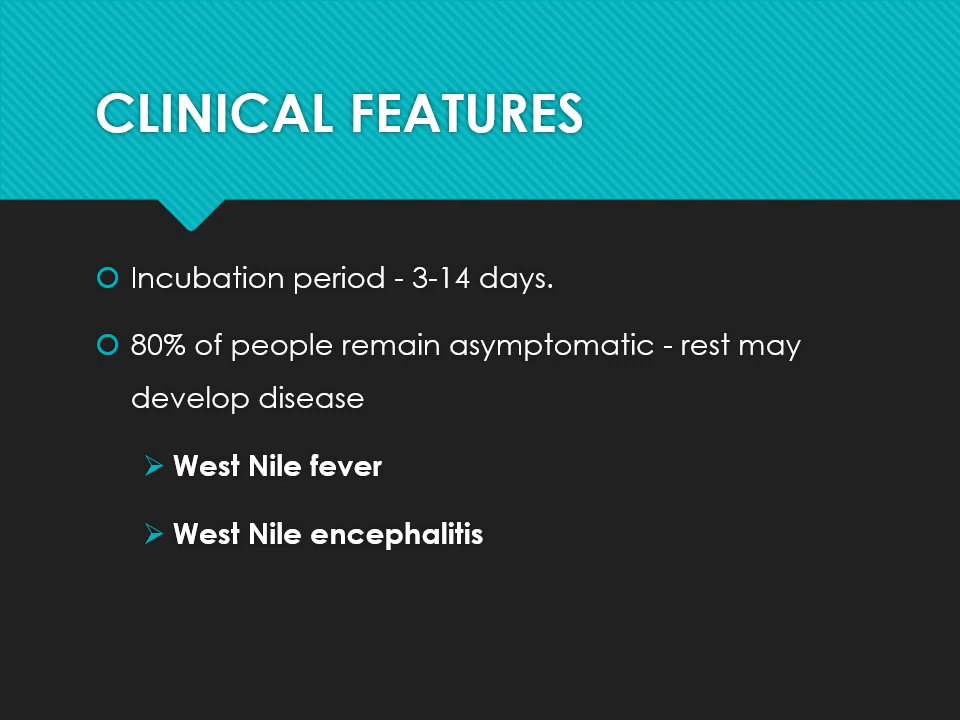 CLINICAL FEATURES
Incubation period - 3-14 days.
80% of people remain asymptomatic - rest may
develop disease
West Nile fever
West Nile encephalitis